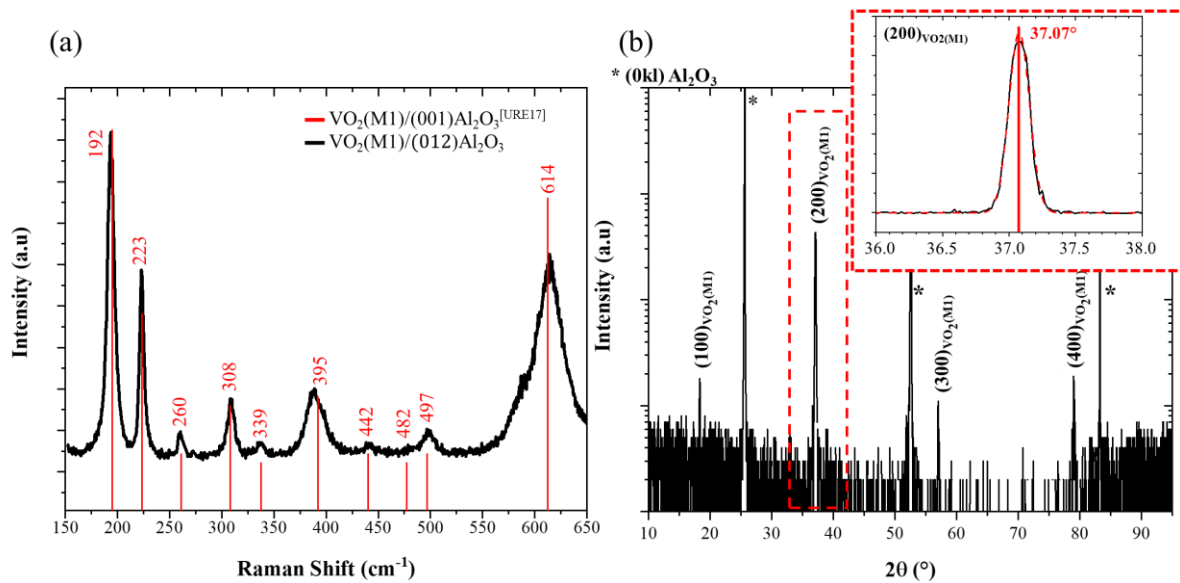 (a)
VO₂(M1)/(001)Al₂O₃[URE17]
VO₂(M1)/(012)Al₂O₃
192
223
260
308
339
395
442
482
497
614
Intensity (a.u)
150 200 250 300 350 400 450 500 550 600 650
Raman Shift (cm⁻¹)
(b)
* (0kl) Al₂O₃
(200)VO2(M1)
37.07°
36.0 36.5 37.0 37.5 38.0
*
(100)VO₂(M1)
(200)VO₂(M1)
*
(300)VO₂(M1)
(400)VO₂(M1)
*
Intensity (a.u)
10 20 30 40 50 60 70 80 90
2θ (°)